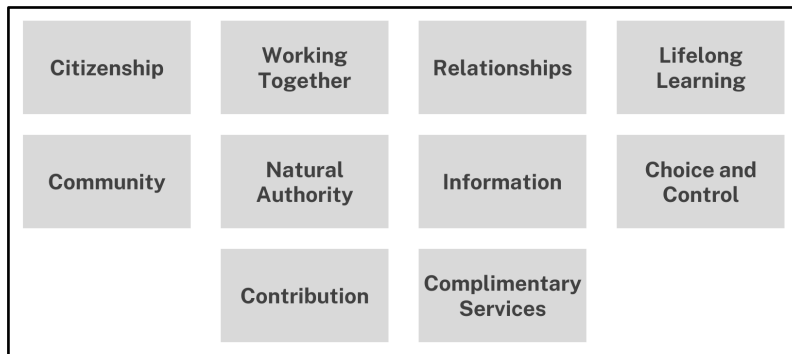 Citizenship
Working
Together
Relationships
Lifelong
Learning
Community
Natural
Authority
Information
Choice and
Control
Contribution
Complimentary
Services